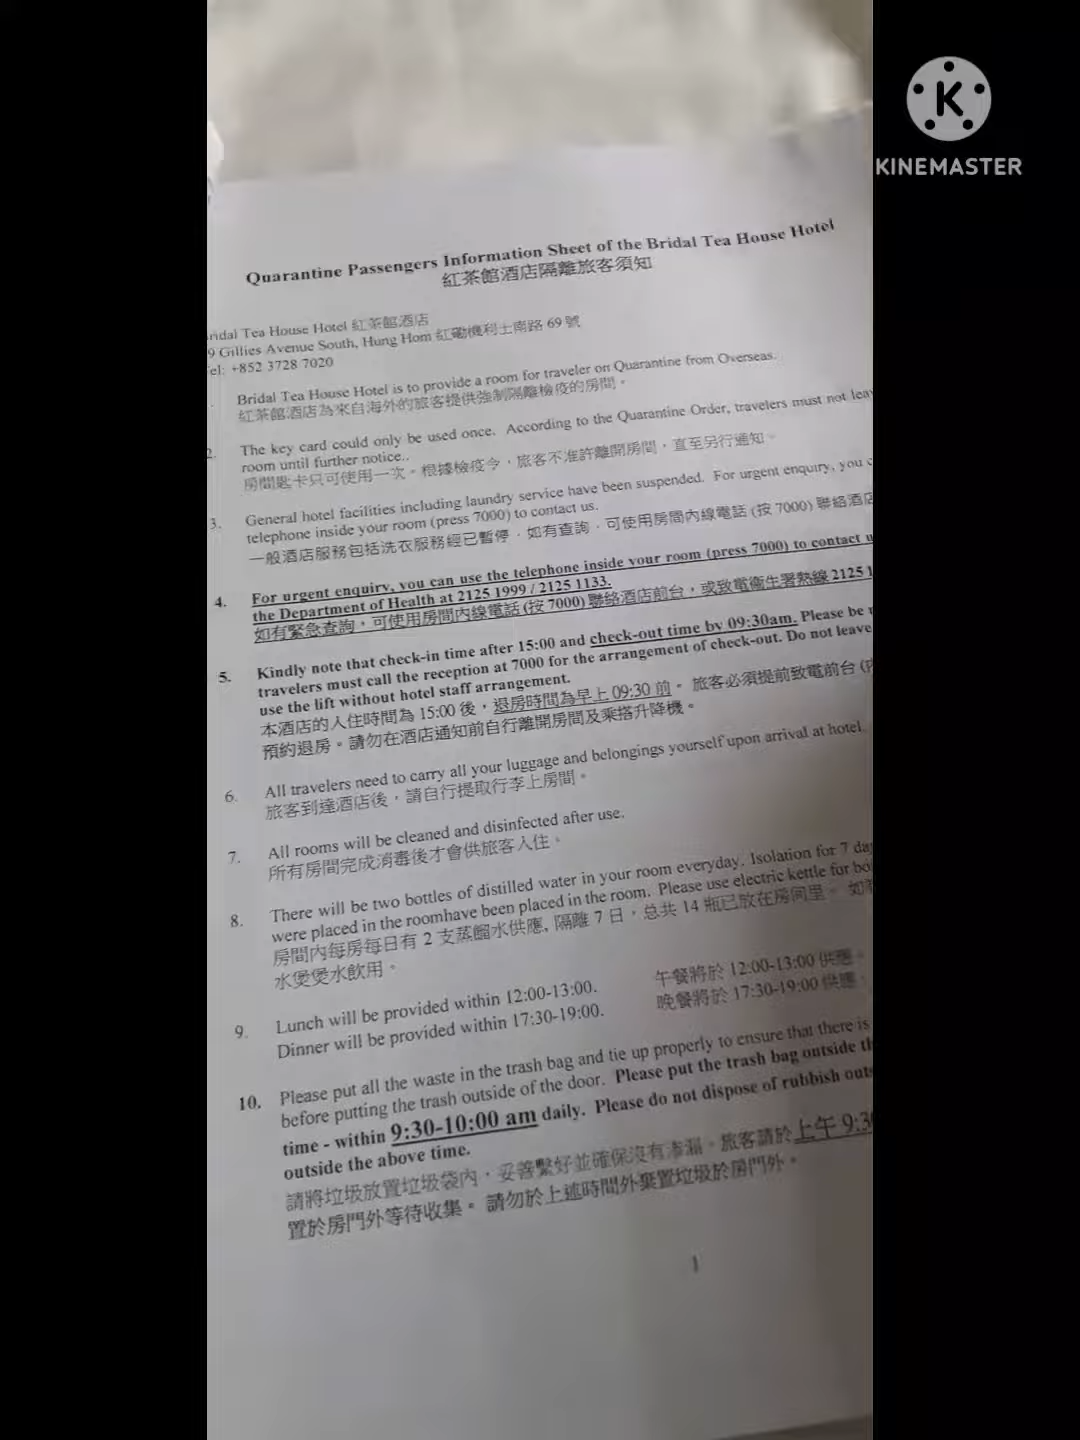 KINEMASTER
Quarantine Passengers Information Sheet of the Bridal Tea House Hotel
紅茶館酒店隔離旅客須知
Tea House Hotel 紅茶館酒店
Gillies Avenue South, Hung Hom 紅磡機利士南路 69 號
+852 3728 7020
Bridal Tea House Hotel is to provide a room for traveler on Quarantine from Overseas.
紅茶館酒店為來自海外的旅客提供強制隔離檢疫的房間。
2. The key card could only be used once. According to the Quarantine Order, travelers must not
room until further notice..
房間匙卡只可使用一次。根據檢疫令，旅客不准許離開房間，直至另行通知。
3. General hotel facilities including laundry service have been suspended. For urgent enquiry, you
telephone inside your room (press 7000) to contact us.
一般酒店服務包括洗衣服務經已暫停，如有查詢，可使用房間內線電話 (按 7000) 聯絡酒店
4. For urgent enquiry, you can use the telephone inside your room (press 7000) to contact
the Department of Health at 2125 1999 / 2125 1133.
如有緊急查詢，可使用房間內線電話 (按 7000) 聯絡酒店前台，或致電衞生署熱線 2125
5. Kindly note that check-in time after 15:00 and check-out time by 09:30am. Please be
travelers must call the reception at 7000 for the arrangement of check-out. Do not leave
use the lift without hotel staff arrangement.
本酒店的入住時間為 15:00 後，退房時間為早上 09:30 前。 旅客必須提前致電前台
預約退房。請勿在酒店通知前自行離開房間及乘搭升降機。
6. All travelers need to carry all your luggage and belongings yourself upon arrival at hotel.
旅客到達酒店後，請自行提取行李上房間。
7. All rooms will be cleaned and disinfected after use.
所有房間完成消毒後才會供旅客入住。
8. There will be two bottles of distilled water in your room everyday. Isolation for 7
were placed in the roomhave been placed in the room. Please use electric kettle for
房間內每房每日有 2 支蒸餾水供應, 隔離 7 日，总共 14 瓶已放在房间里。
水煲煲水飲用。
9. Lunch will be provided within 12:00-13:00. 午餐將於 12:00-13:00 供應。
Dinner will be provided within 17:30-19:00. 晚餐將於 17:30-19:00 供應。
10. Please put all the waste in the trash bag and tie up properly to ensure that there is
before putting the trash outside of the door. Please put the trash bag outside
time - within 9:30-10:00 am daily. Please do not dispose of rubbish
outside the above time.
請將垃圾放置垃圾袋內，妥善繫好並確保沒有滲漏，旅客請於上午
置於房門外等待收集。 請勿於上述時間外棄置垃圾於房門外。
1